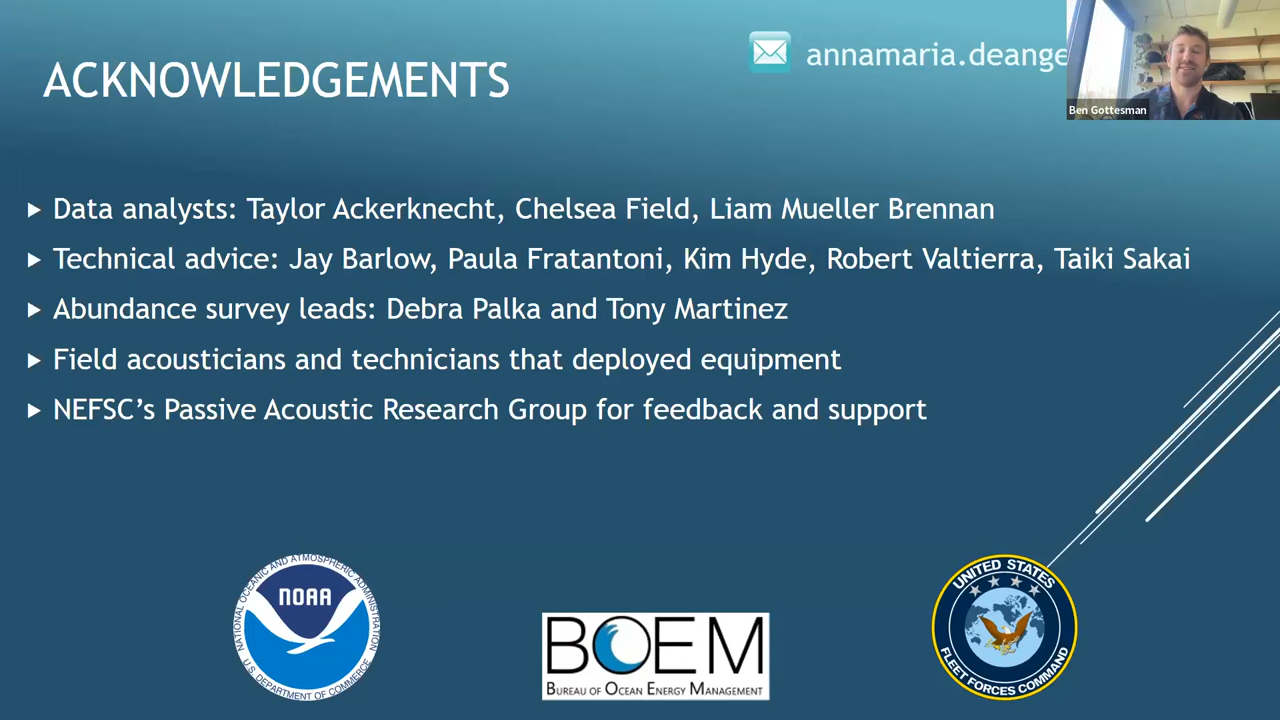 ACKNOWLEDGEMENTS
annamaria.deange
Ben Gottesman
Data analysts: Taylor Ackerknecht, Chelsea Field, Liam Mueller Brennan
Technical advice: Jay Barlow, Paula Fratantoni, Kim Hyde, Robert Valtierra, Taiki Sakai
Abundance survey leads: Debra Palka and Tony Martinez
Field acousticians and technicians that deployed equipment
NEFSC’s Passive Acoustic Research Group for feedback and support
NATIONAL OCEANIC AND ATMOSPHERIC ADMINISTRATION
NOAA
U.S. DEPARTMENT OF COMMERCE
BOEM
BUREAU OF OCEAN ENERGY MANAGEMENT
UNITED STATES
FLEET FORCES COMMAND